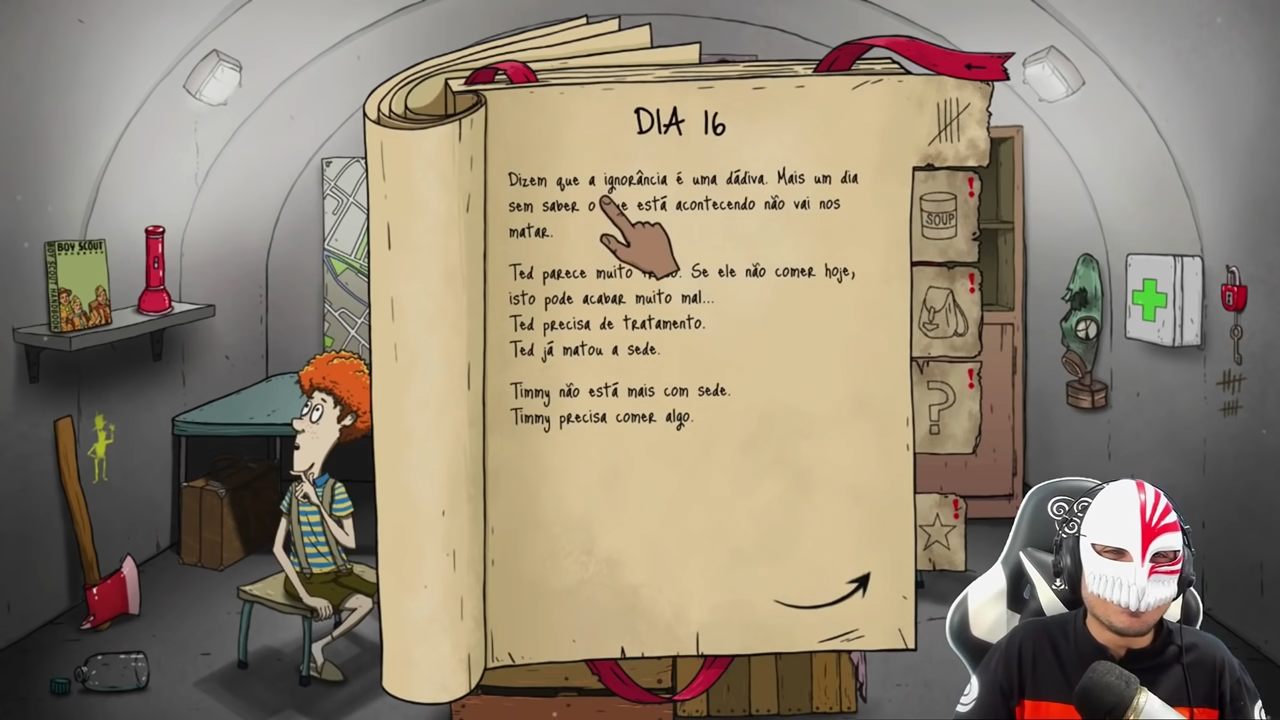 DIA 16
Dizem que a ignorância é uma dádiva. Mais um dia
sem saber o está acontecendo não vai nos
matar.
Ted parece muito Se ele não comer hoje,
isto pode acabar muito mal...
Ted precisa de tratamento.
Ted já matou a sede.
Timmy não está mais com sede.
Timmy precisa comer algo.
SOUP
BOY SCOUT